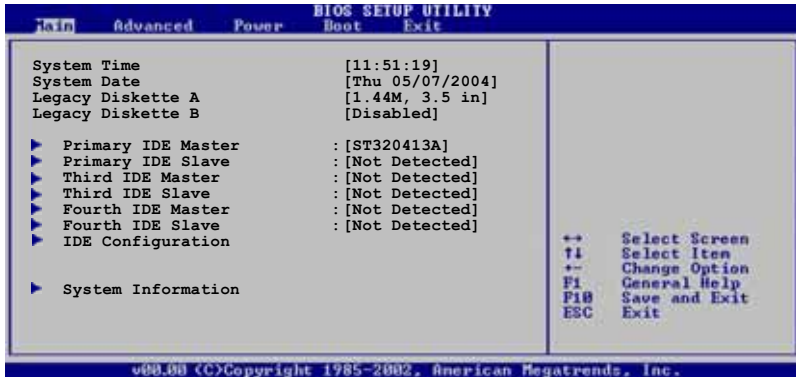 BIOS SETUP UTILITY
Main Advanced Power Boot Exit
System Time [11:51:19]
System Date [Thu 05/07/2004]
Legacy Diskette A [1.44M, 3.5 in]
Legacy Diskette B [Disabled]
Primary IDE Master :[ST320413A]
Primary IDE Slave :[Not Detected]
Third IDE Master :[Not Detected]
Third IDE Slave :[Not Detected]
Fourth IDE Master :[Not Detected]
Fourth IDE Slave :[Not Detected]
IDE Configuration
System Information
↔ Select Screen
↑↓ Select Item
+- Change Option
F1 General Help
F10 Save and Exit
ESC Exit
v00.00 (C)Copyright 1985-2002, American Megatrends, Inc.